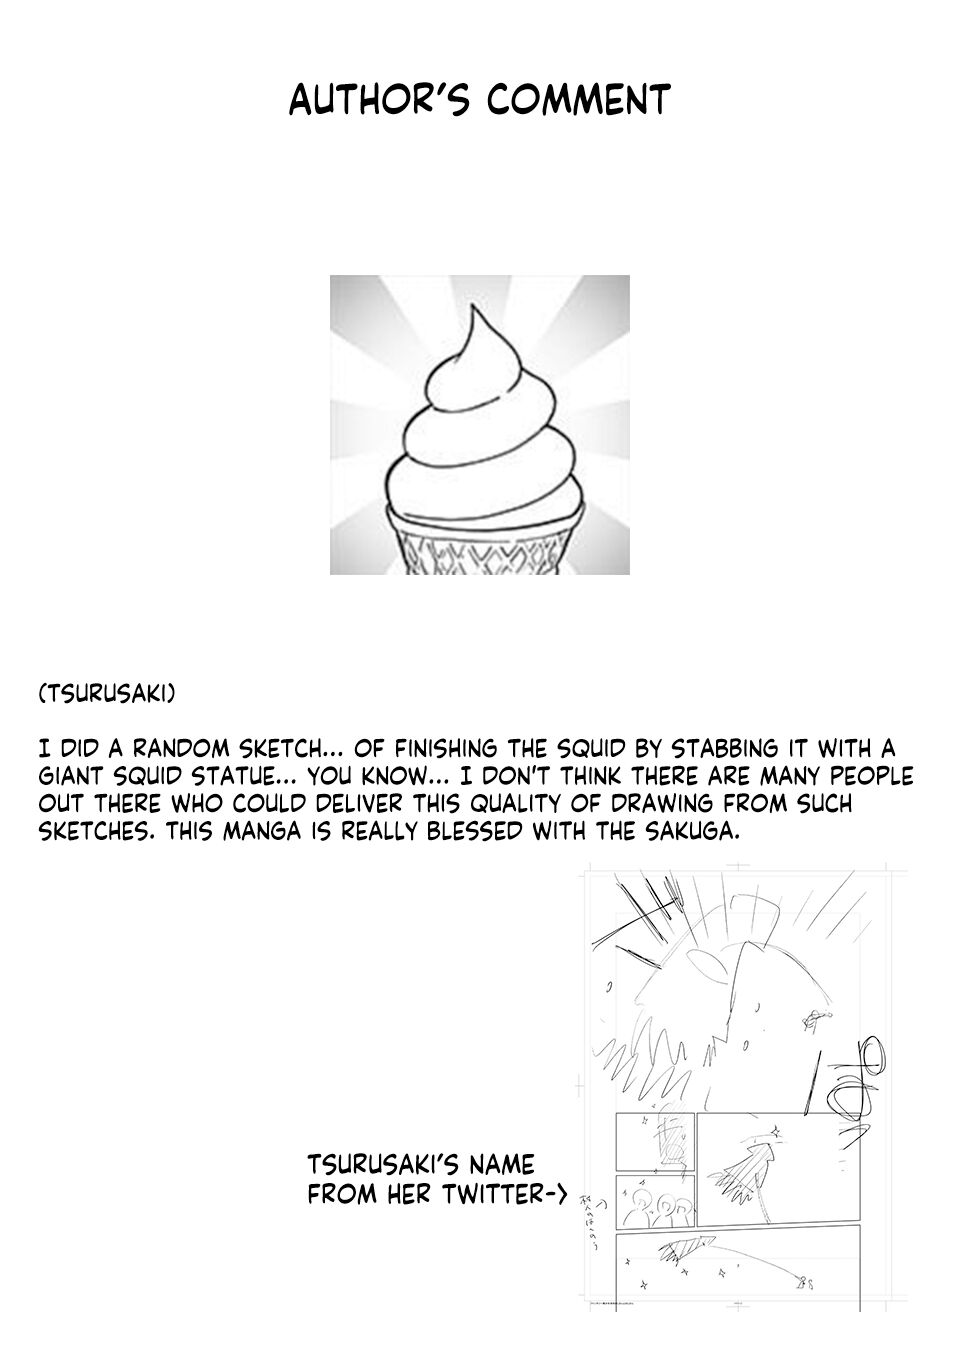 AUTHOR'S COMMENT
(TSURUSAKI)
I DID A RANDOM SKETCH... OF FINISHING THE SQUID BY STABBING IT WITH A
GIANT SQUID STATUE... YOU KNOW... I DON'T THINK THERE ARE MANY PEOPLE
OUT THERE WHO COULD DELIVER THIS QUALITY OF DRAWING FROM SUCH
SKETCHES. THIS MANGA IS REALLY BLESSED WITH THE SAKUGA.
TSURUSAKI'S NAME
FROM HER TWITTER->